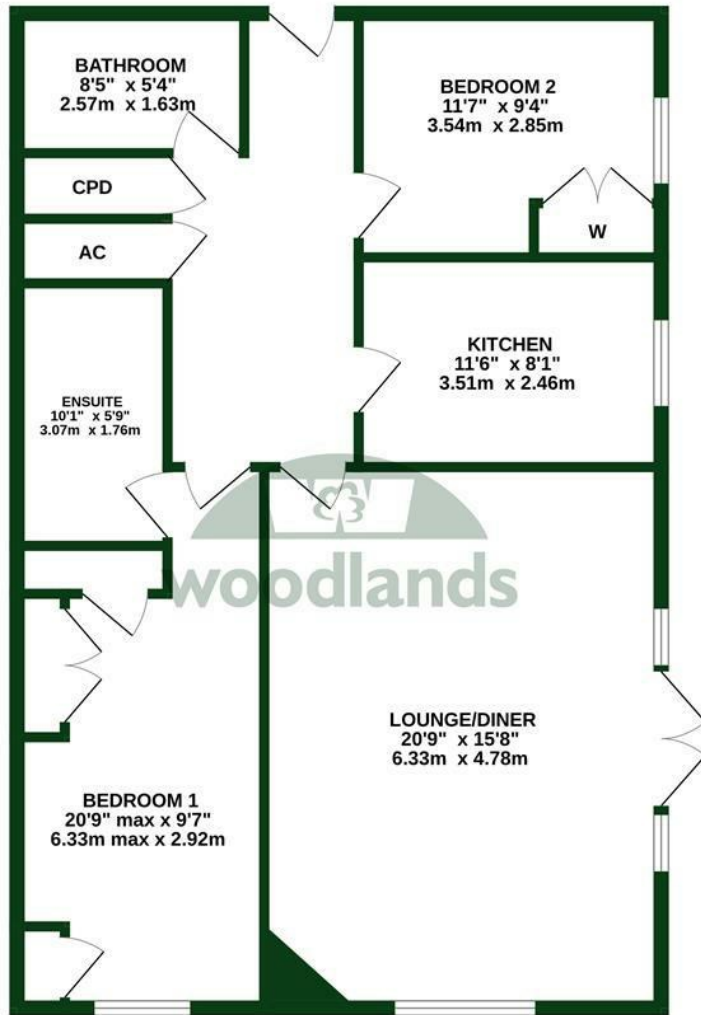 BATHROOM
8'5" x 5'4"
2.57m x 1.63m
BEDROOM 2
11'7" x 9'4"
3.54m x 2.85m
CPD
W
AC
KITCHEN
11'6" x 8'1"
3.51m x 2.46m
ENSUITE
10'1" x 5'9"
3.07m x 1.76m
woodlands
LOUNGE/DINER
20'9" x 15'8"
6.33m x 4.78m
BEDROOM 1
20'9" max x 9'7"
6.33m max x 2.92m